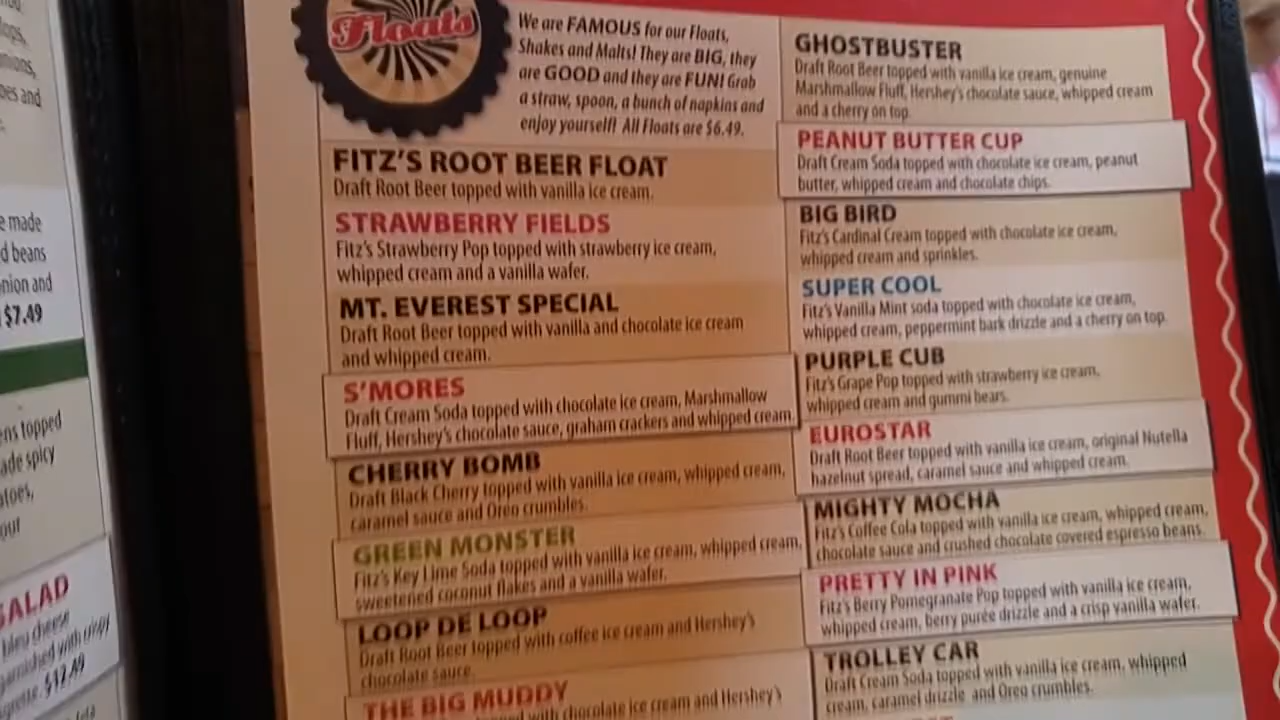 ions,
oes and
e made
d beans
nion and
$7.49
ens topped
ade spicy
atoes,
out
SALAD
bleu cheese
garnished with crispy
$12.49
Floats
We are FAMOUS for our Floats,
Shakes and Malts! They are BIG, they
are GOOD and they are FUN! Grab
a straw, spoon, a bunch of napkins and
enjoy yourself! All Floats are $6.49.
FITZ'S ROOT BEER FLOAT
Draft Root Beer topped with vanilla ice cream.
STRAWBERRY FIELDS
Fitz's Strawberry Pop topped with strawberry ice cream,
whipped cream and a vanilla wafer.
MT. EVEREST SPECIAL
Draft Root Beer topped with vanilla and chocolate ice cream
and whipped cream.
S'MORES
Draft Cream Soda topped with chocolate ice cream, Marshmallow
Fluff, Hershey's chocolate sauce, graham crackers and whipped cream.
CHERRY BOMB
Draft Black Cherry topped with vanilla ice cream, whipped cream,
caramel sauce and Oreo crumbles.
GREEN MONSTER
Fitz's Key Lime Soda topped with vanilla ice cream, whipped cream,
sweetened coconut flakes and a vanilla wafer.
LOOP DE LOOP
Draft Root Beer topped with coffee ice cream and Hershey's
chocolate sauce.
THE BIG MUDDY
topped with chocolate ice cream and Hershey's
GHOSTBUSTER
Draft Root Beer topped with vanilla ice cream, genuine
Marshmallow Fluff, Hershey's chocolate sauce, whipped cream
and a cherry on top.
PEANUT BUTTER CUP
Draft Cream Soda topped with chocolate ice cream, peanut
butter, whipped cream and chocolate chips.
BIG BIRD
Fitz's Cardinal Cream topped with chocolate ice cream,
whipped cream and sprinkles.
SUPER COOL
Fitz's Vanilla Mint soda topped with chocolate ice cream,
whipped cream, peppermint bark drizzle and a cherry on top.
PURPLE CUB
Fitz's Grape Pop topped with strawberry ice cream,
whipped cream and gummi bears.
EUROSTAR
Draft Root Beer topped with vanilla ice cream, original Nutella
hazelnut spread, caramel sauce and whipped cream.
MIGHTY MOCHA
Fitz's Coffee Cola topped with vanilla ice cream, whipped cream,
chocolate sauce and crushed chocolate covered espresso beans.
PRETTY IN PINK
Fitz's Berry Pomegranate Pop topped with vanilla ice cream,
whipped cream, berry purée drizzle and a crisp vanilla wafer.
TROLLEY CAR
Draft Cream Soda topped with vanilla ice cream, whipped
cream, caramel drizzle and Oreo crumbles.